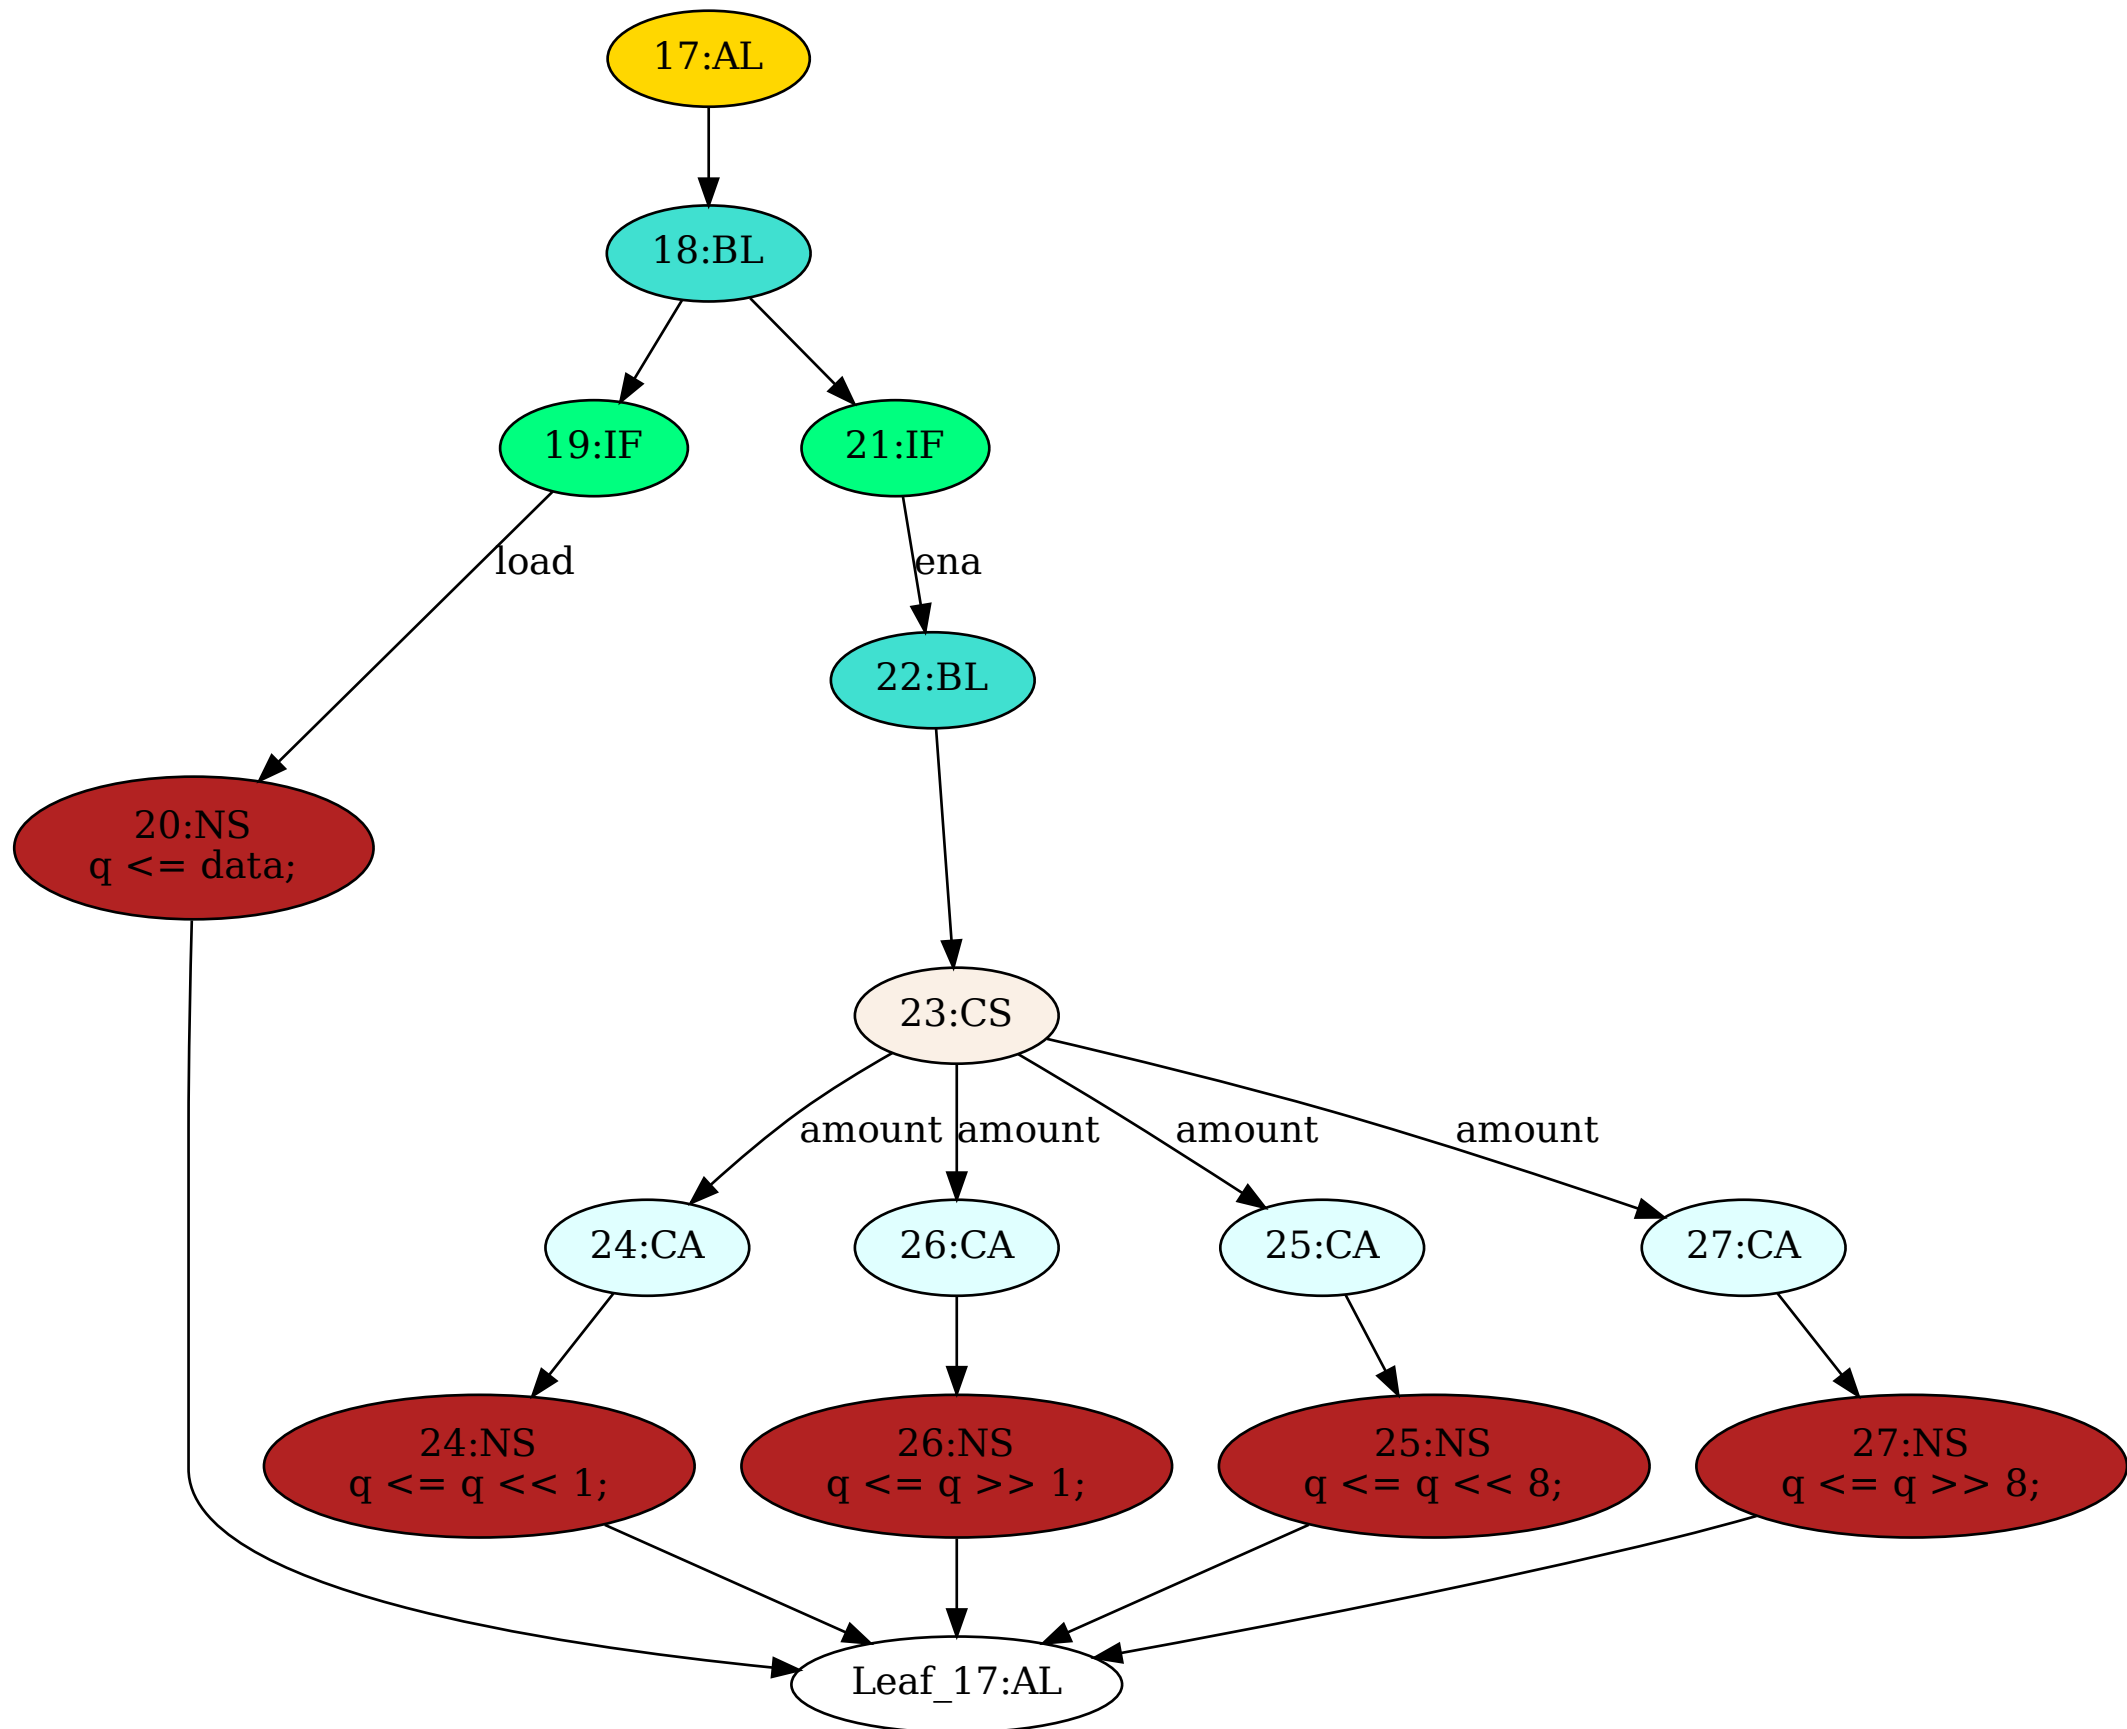 17:AL
18:BL
19:IF
21:IF
load
ena
22:BL
20:NS
q <= data;
23:CS
amount
amount
amount
amount
24:CA
26:CA
25:CA
27:CA
24:NS
q <= q << 1;
26:NS
q <= q >> 1;
25:NS
q <= q << 8;
27:NS
q <= q >> 8;
Leaf_17:AL